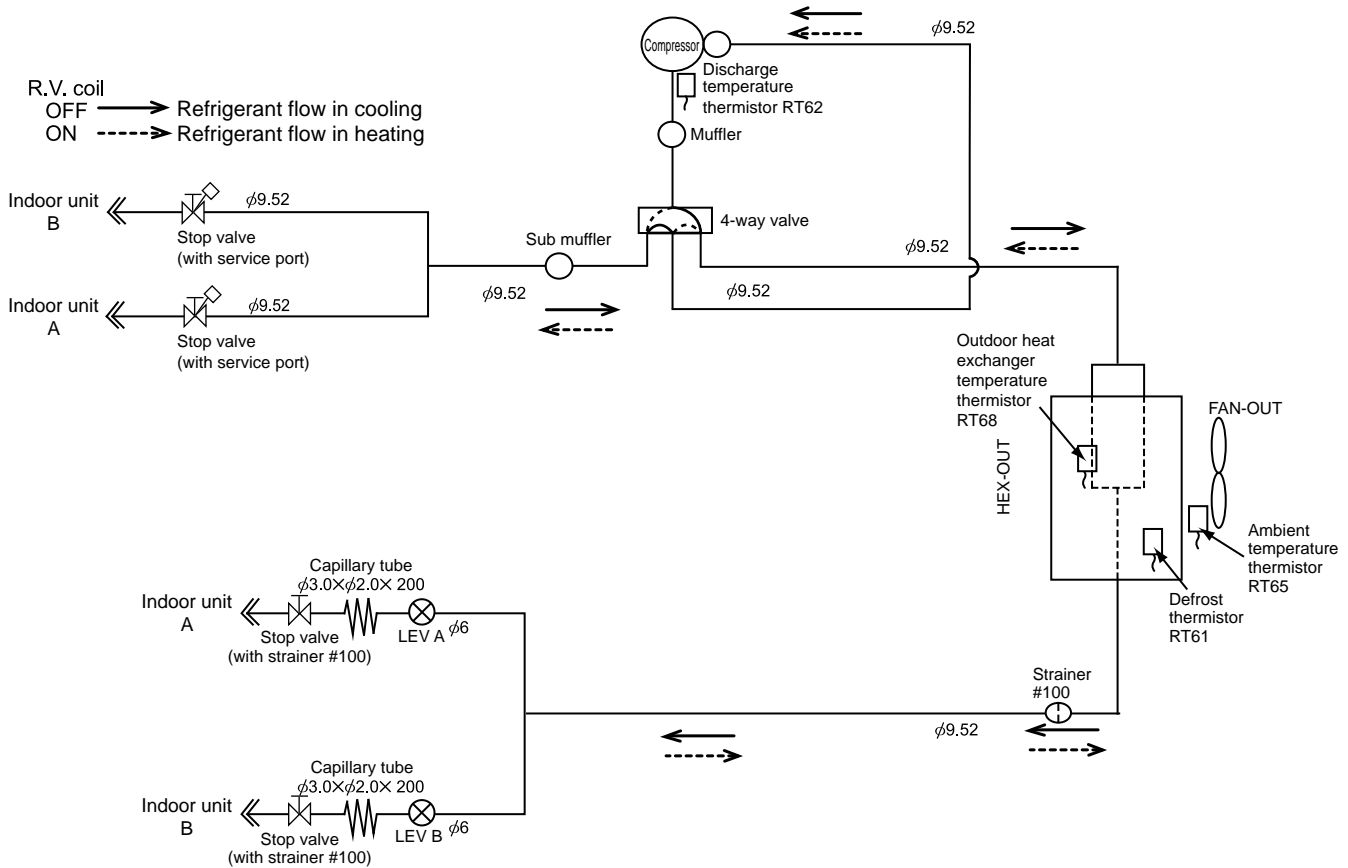 Compressor
φ9.52
Discharge
temperature
thermistor RT62
Muffler
R.V. coil
OFF Refrigerant flow in cooling
ON Refrigerant flow in heating
Indoor unit
B
φ9.52
Stop valve
(with service port)
Indoor unit
A
φ9.52
Stop valve
(with service port)
Sub muffler
φ9.52
4-way valve
φ9.52
φ9.52
Outdoor heat
exchanger
temperature
thermistor
RT68
HEX-OUT
FAN-OUT
Ambient
temperature
thermistor
RT65
Defrost
thermistor
RT61
Strainer
#100
φ9.52
Capillary tube
φ3.0×φ2.0× 200
Indoor unit
A
Stop valve
(with strainer #100)
LEV A
φ6
Capillary tube
φ3.0×φ2.0× 200
Indoor unit
B
Stop valve
(with strainer #100)
LEV B
φ6